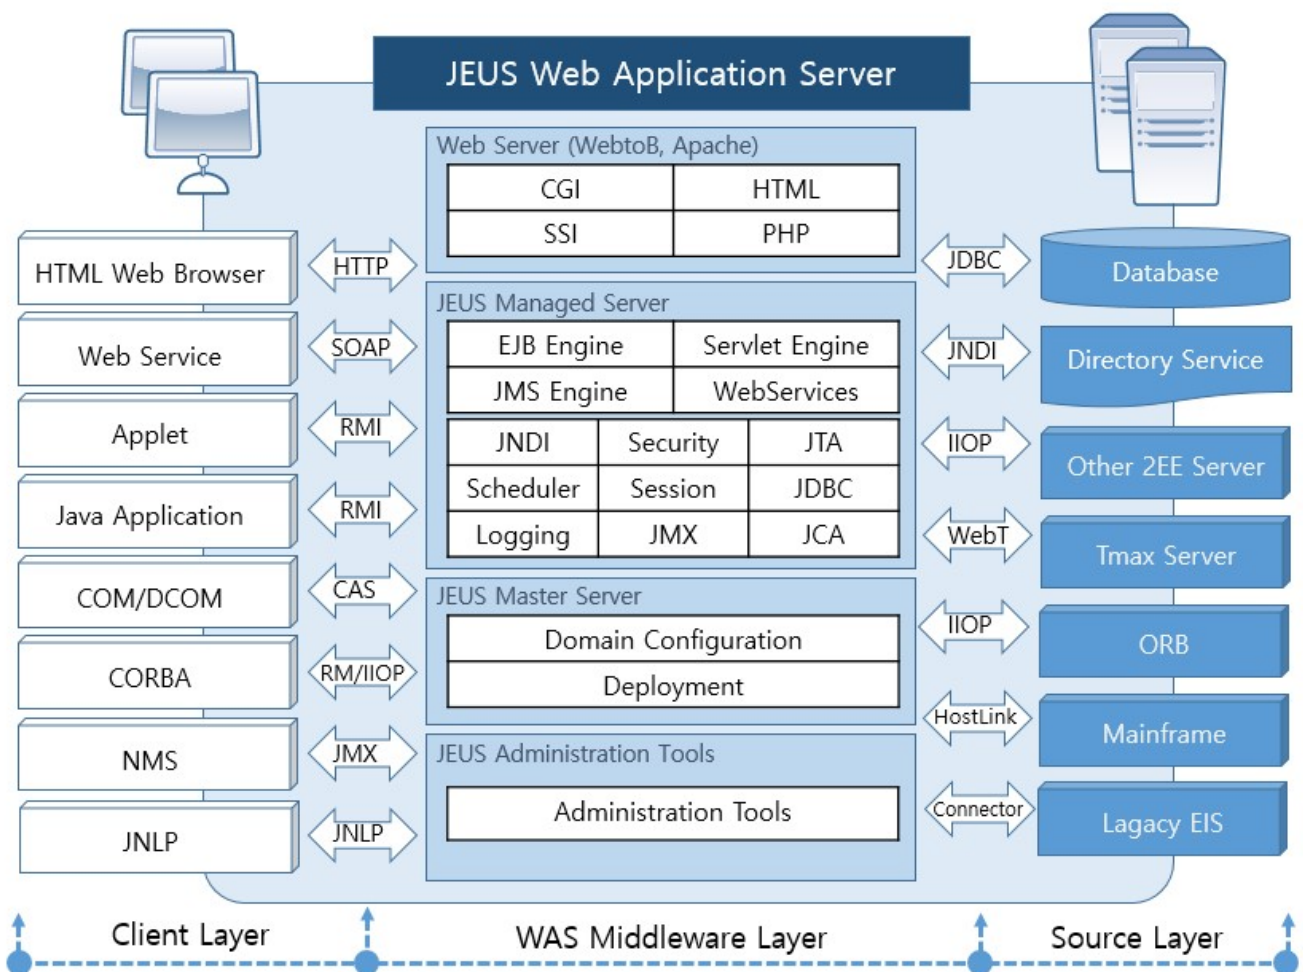 JEUS Web Application Server
Web Server (WebtoB, Apache)
CGI
HTML
SSI
PHP
JEUS Managed Server
EJB Engine
Servlet Engine
JMS Engine
WebServices
JNDI
Security
JTA
Scheduler
Session
JDBC
Logging
JMX
JCA
JEUS Master Server
Domain Configuration
Deployment
JEUS Administration Tools
Administration Tools
HTML Web Browser
HTTP
Web Service
SOAP
Applet
RMI
Java Application
RMI
COM/DCOM
CAS
CORBA
RM/IIOP
NMS
JMX
JNLP
JNLP
JDBC
Database
JNDI
Directory Service
IIOP
Other 2EE Server
WebT
Tmax Server
IIOP
ORB
HostLink
Mainframe
Connector
Lagacy EIS
Client Layer
WAS Middleware Layer
Source Layer